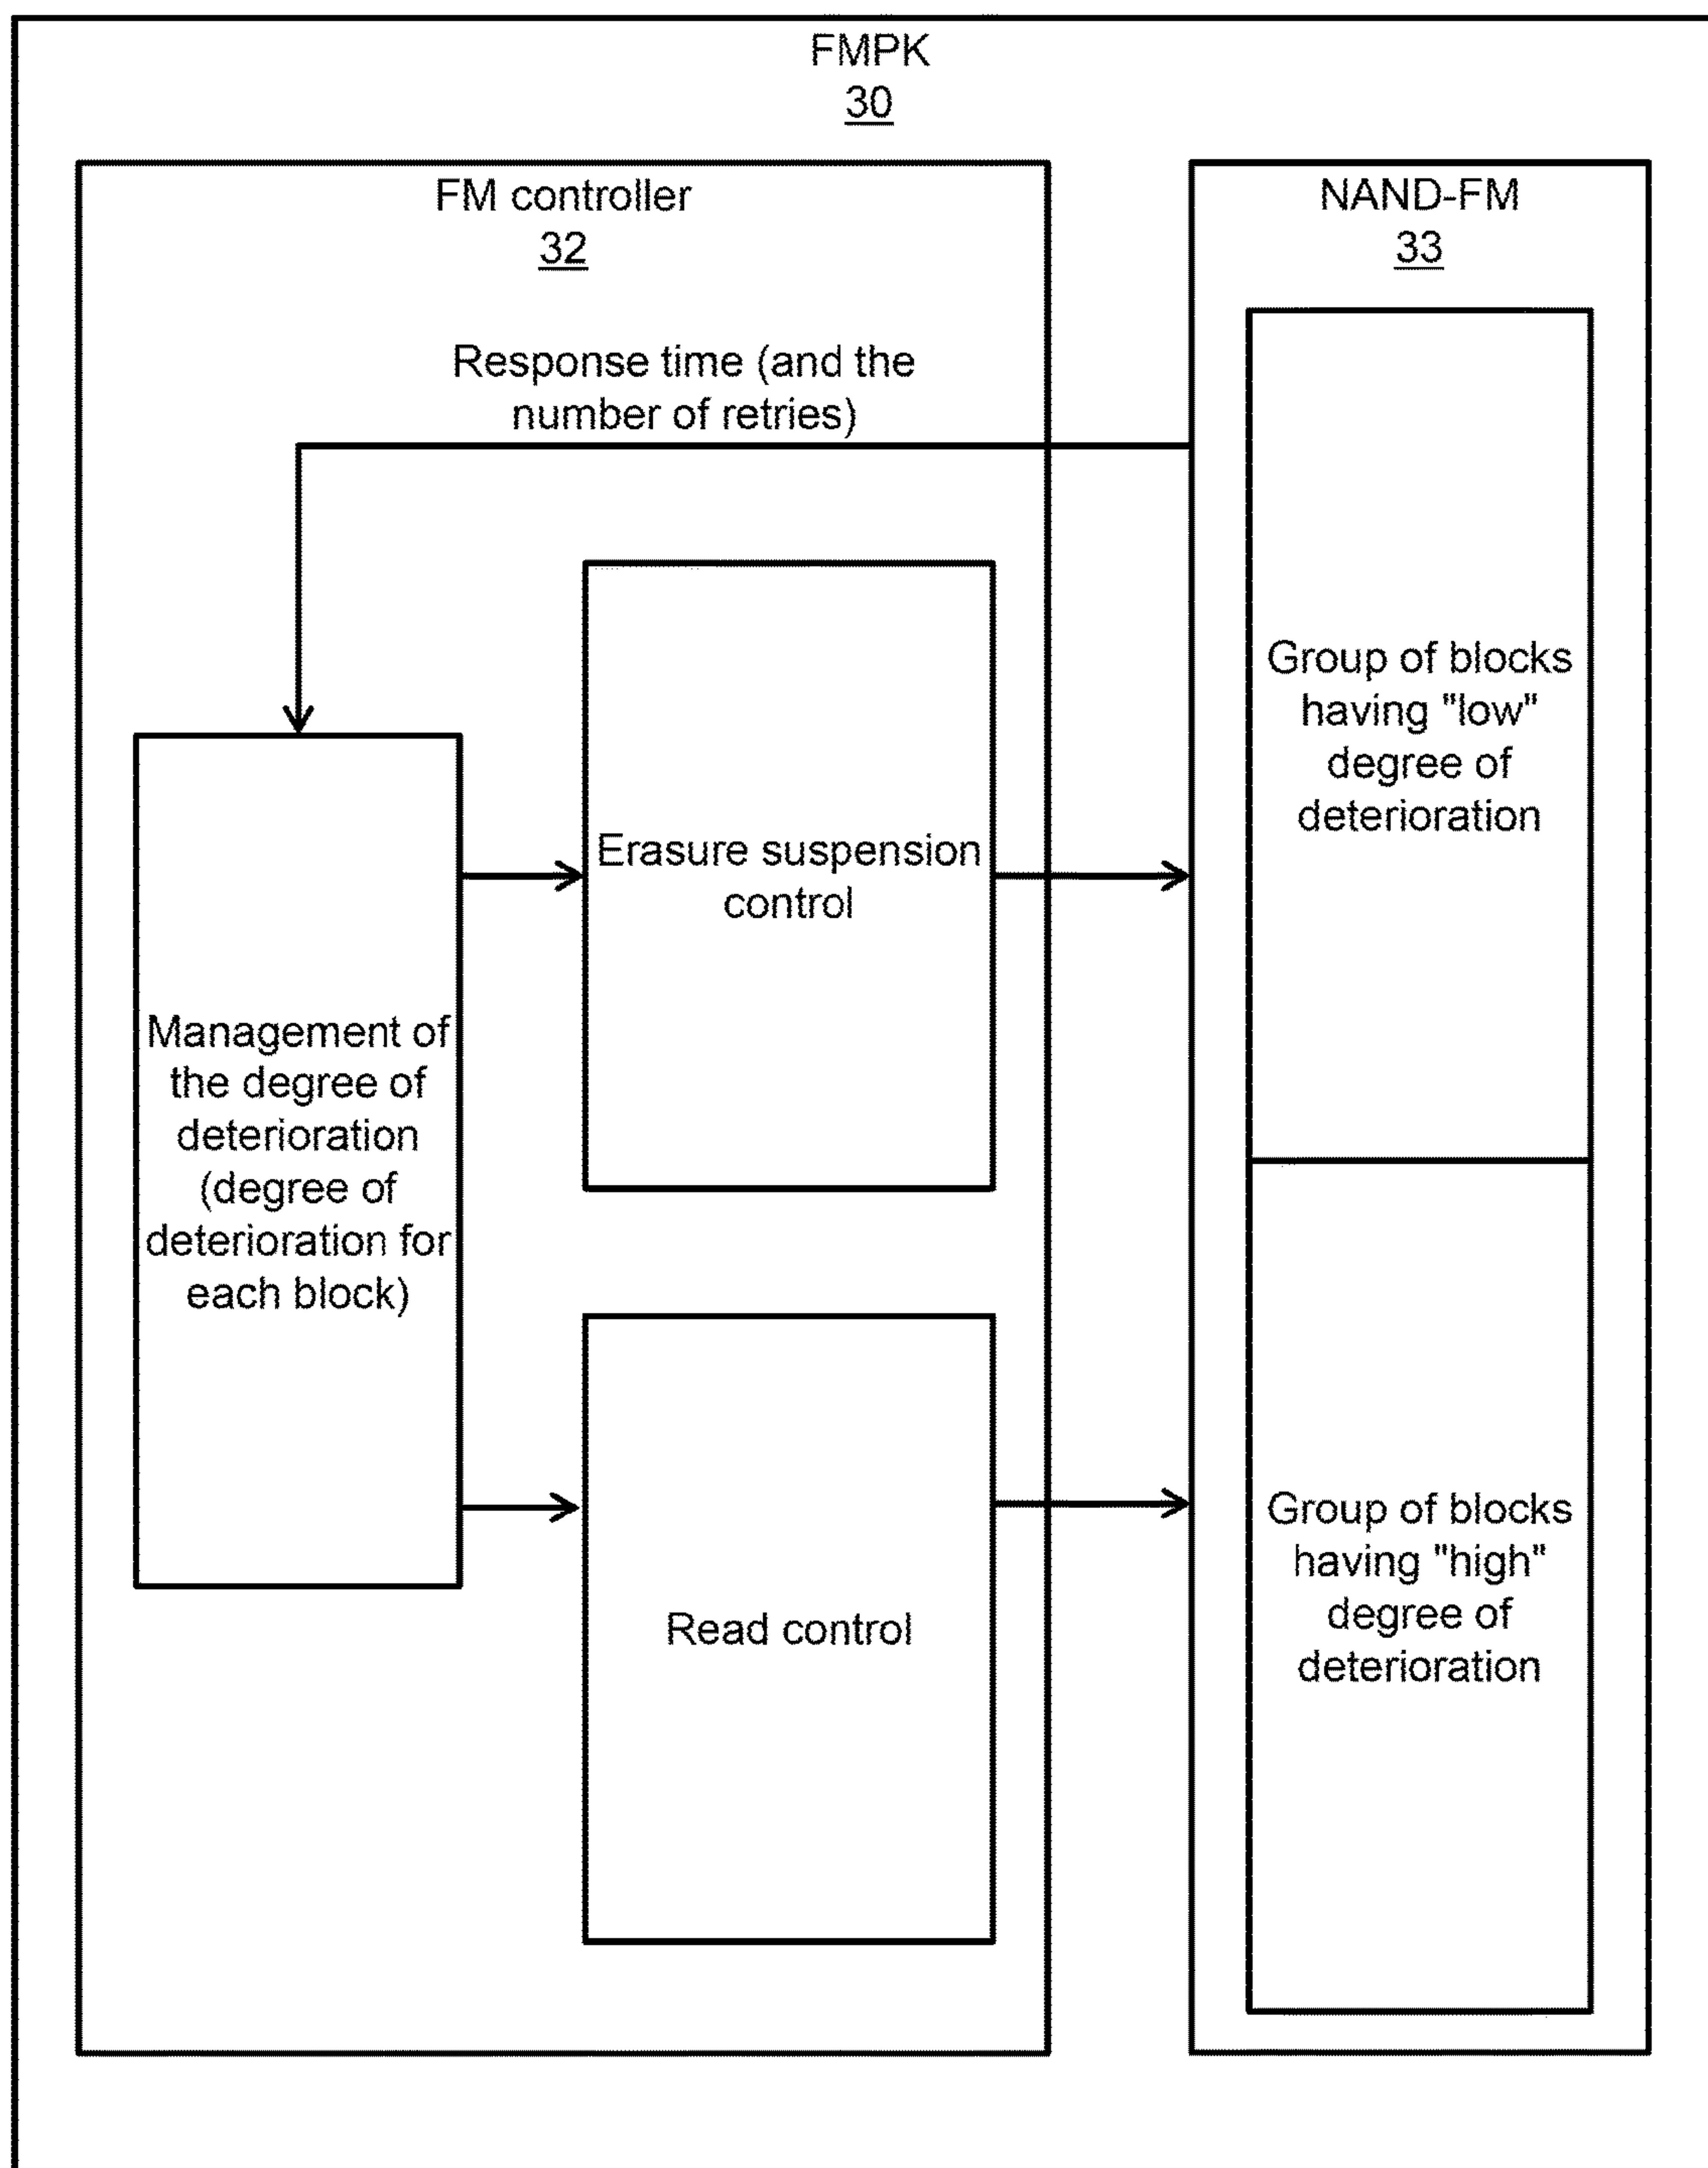 FMPK
30
FM controller
32
Response time (and the
number of retries)
Management of
the degree of
deterioration
(degree of
deterioration for
each block)
Erasure suspension
control
Read control
NAND-FM
33
Group of blocks
having "low"
degree of
deterioration
Group of blocks
having "high"
degree of
deterioration